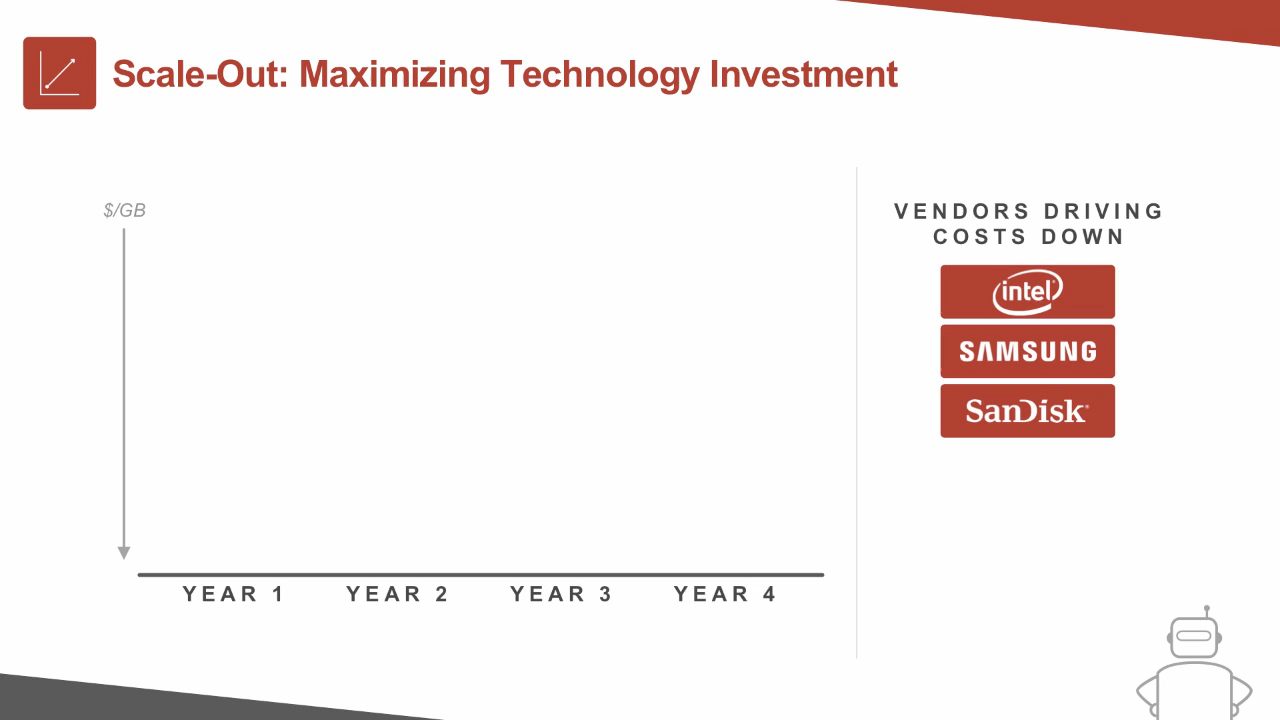 Scale-Out: Maximizing Technology Investment
$/GB
YEAR 1
YEAR 2
YEAR 3
YEAR 4
VENDORS DRIVING
COSTS DOWN
intel
SAMSUNG
SanDisk